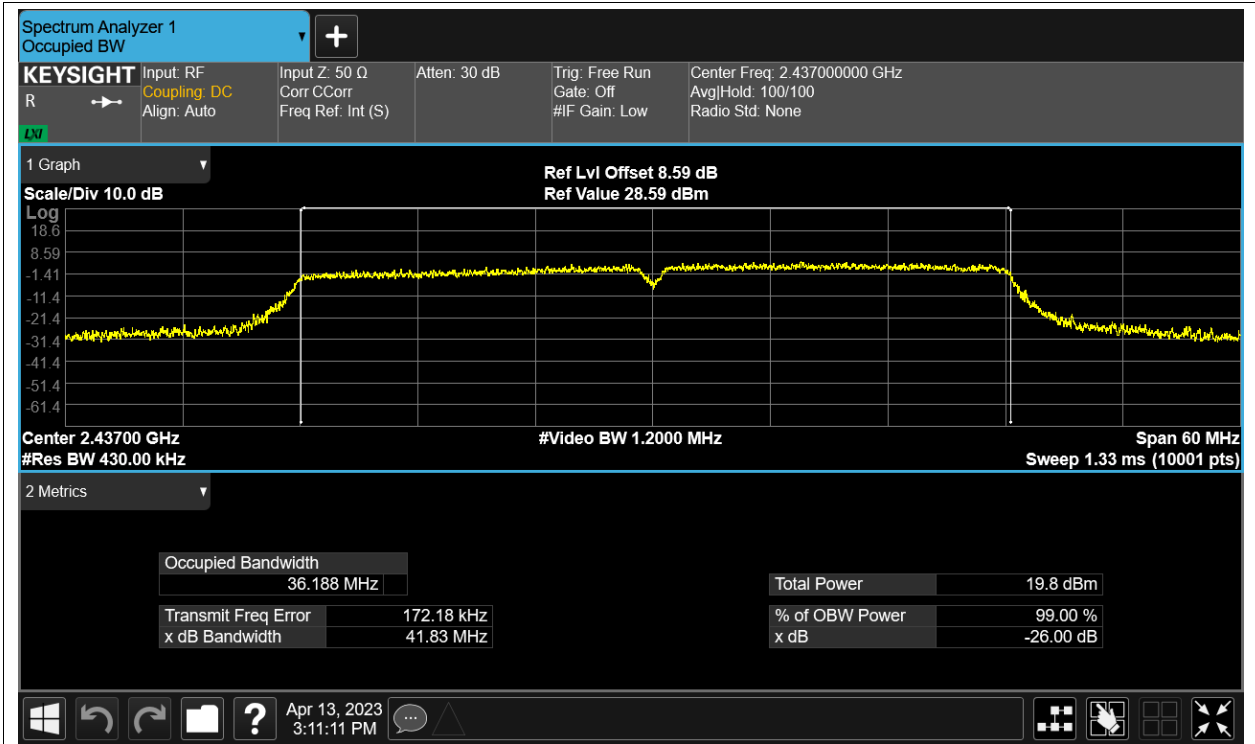 Spectrum Analyzer 1
Occupied BW
▼
+
KEYSIGHT
R
LXI
Input: RF
Coupling: DC
Align: Auto
Input Z: 50 Ω
Corr CCorr
Freq Ref: Int (S)
Atten: 30 dB
Trig: Free Run
Gate: Off
#IF Gain: Low
Center Freq: 2.437000000 GHz
Avg|Hold: 100/100
Radio Std: None
1 Graph
▼
Scale/Div 10.0 dB
Ref Lvl Offset 8.59 dB
Ref Value 28.59 dBm
Log
18.6
8.59
-1.41
-11.4
-21.4
-31.4
-41.4
-51.4
-61.4
Center 2.43700 GHz
#Res BW 430.00 kHz
#Video BW 1.2000 MHz
Span 60 MHz
Sweep 1.33 ms (10001 pts)
2 Metrics
▼
Occupied Bandwidth
36.188 MHz
Transmit Freq Error 172.18 kHz
x dB Bandwidth 41.83 MHz
Total Power 19.8 dBm
% of OBW Power 99.00 %
x dB -26.00 dB
?
Apr 13, 2023
3:11:11 PM